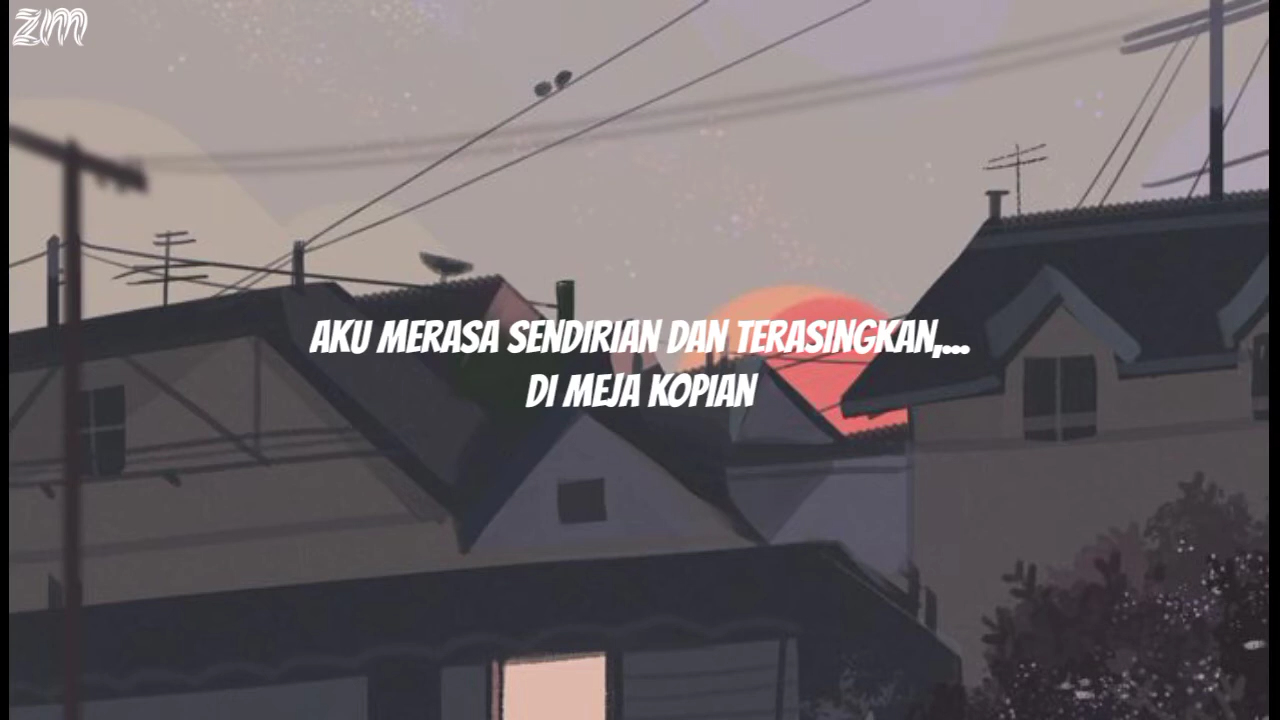 ZM
AKU MERASA SENDIRIAN DAN TERASINGKAN,...
DI MEJA KOPIAN